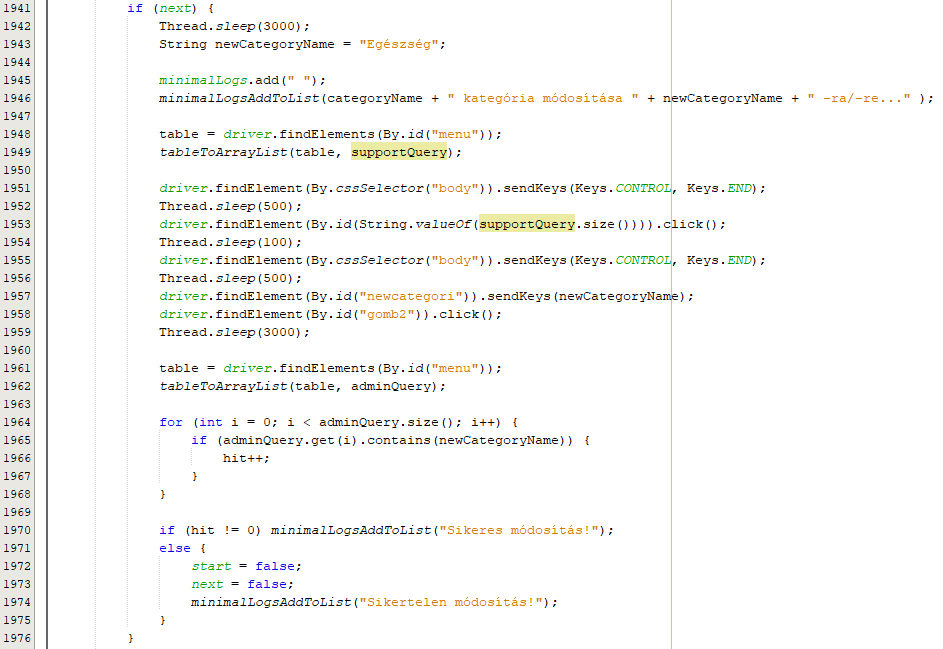 1941 if (next) {
1942 Thread.sleep(3000);
1943 String newCategoryName = "Egészség";
1944
1945 minimalLogs.add(" ");
1946 minimalLogsAddToList(categoryName + " kategória módosítása " + newCategoryName + " -ra/-re..." );
1947
1948 table = driver.findElements(By.id("menu"));
1949 tableToArrayList(table, supportQuery);
1950
1951 driver.findElement(By.cssSelector("body")).sendKeys(Keys.CONTROL, Keys.END);
1952 Thread.sleep(500);
1953 driver.findElement(By.id(String.valueOf(supportQuery.size()))).click();
1954 Thread.sleep(100);
1955 driver.findElement(By.cssSelector("body")).sendKeys(Keys.CONTROL, Keys.END);
1956 Thread.sleep(500);
1957 driver.findElement(By.id("newcategori")).sendKeys(newCategoryName);
1958 driver.findElement(By.id("gomb2")).click();
1959 Thread.sleep(3000);
1960
1961 table = driver.findElements(By.id("menu"));
1962 tableToArrayList(table, adminQuery);
1963
1964 for (int i = 0; i < adminQuery.size(); i++) {
1965 if (adminQuery.get(i).contains(newCategoryName)) {
1966 hit++;
1967 }
1968 }
1969
1970 if (hit != 0) minimalLogsAddToList("Sikeres módosítás!");
1971 else {
1972 start = false;
1973 next = false;
1974 minimalLogsAddToList("Sikertelen módosítás!");
1975 }
1976 }